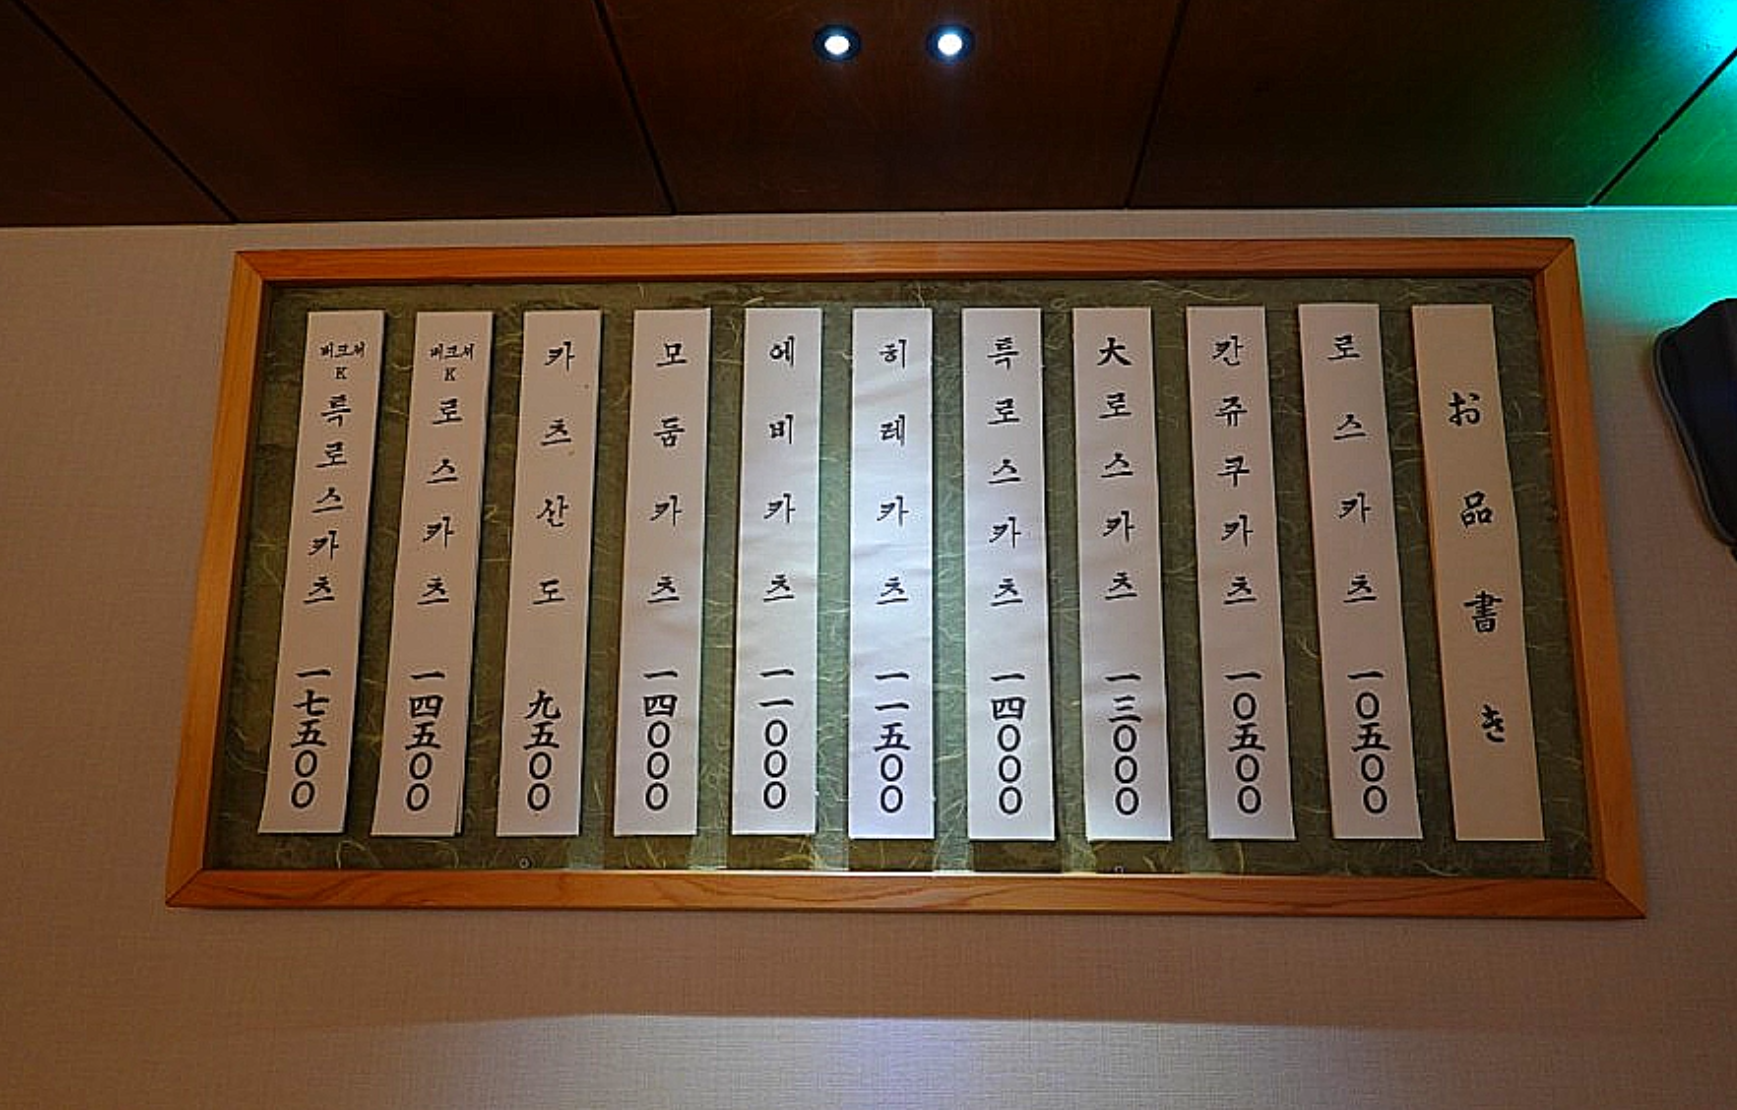 お品書き
로스카츠 一〇五〇〇
칸쥬쿠카츠 一〇五〇〇
大로스카츠 一三〇〇〇
특로스카츠 一四〇〇〇
히레카츠 一一五〇〇
에비카츠 一一〇〇〇
모둠카츠 一四〇〇〇
카츠산도 九五〇〇
버크셔K로스카츠 一四五〇〇
버크셔K특로스카츠 一七五〇〇